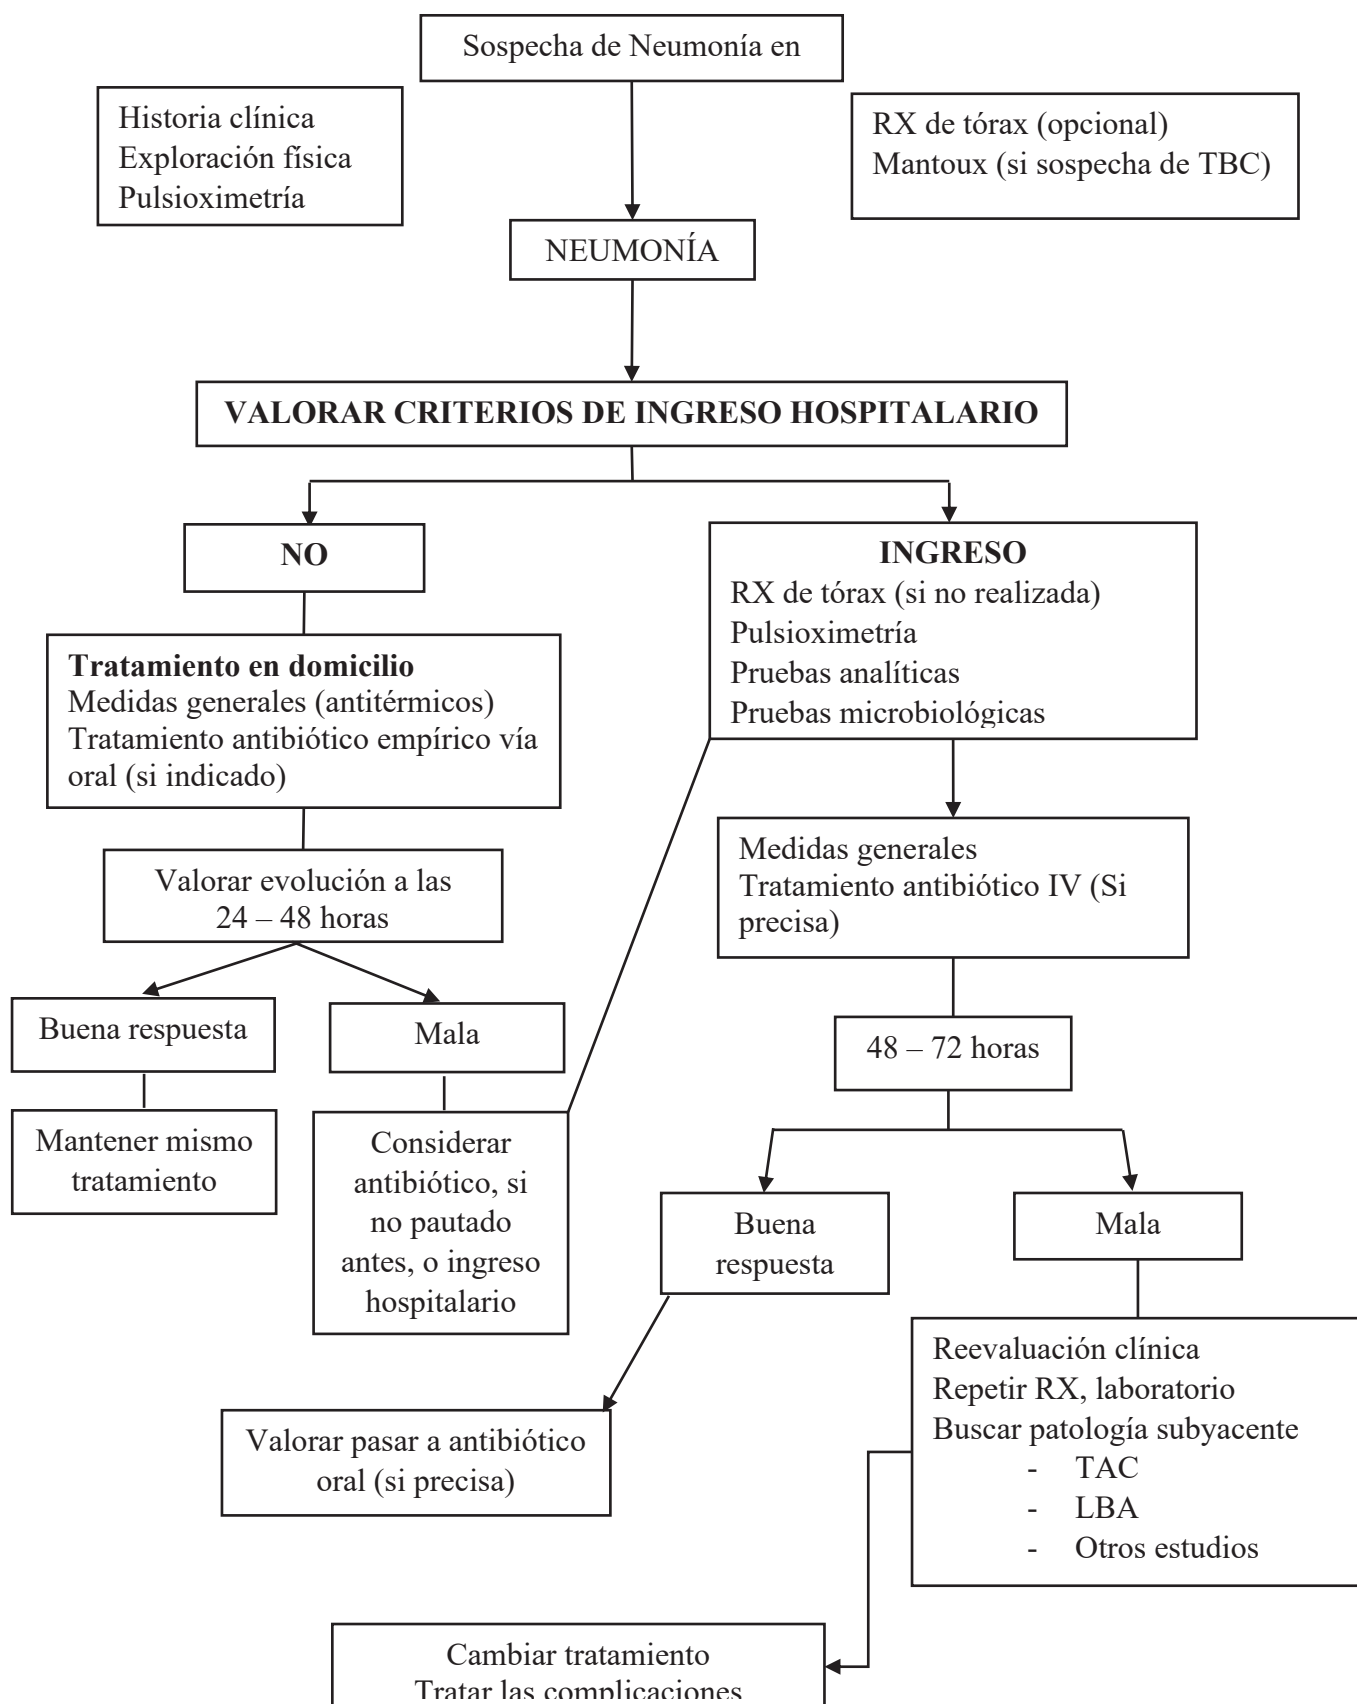 Sospecha de Neumonía en
Historia clínica
Exploración física
Pulsioximetría
RX de tórax (opcional)
Mantoux (si sospecha de TBC)
NEUMONÍA
VALORAR CRITERIOS DE INGRESO HOSPITALARIO
NO
INGRESO
RX de tórax (si no realizada)
Pulsioximetría
Pruebas analíticas
Pruebas microbiológicas
Tratamiento en domicilio
Medidas generales (antitérmicos)
Tratamiento antibiótico empírico vía
oral (si indicado)
Medidas generales
Tratamiento antibiótico IV (Si
precisa)
Valorar evolución a las
24 – 48 horas
Buena respuesta
Mala
48 – 72 horas
Mantener mismo
tratamiento
Considerar
antibiótico, si
no pautado
antes, o ingreso
hospitalario
Buena
respuesta
Mala
Valorar pasar a antibiótico
oral (si precisa)
Reevaluación clínica
Repetir RX, laboratorio
Buscar patología subyacente
- TAC
- LBA
- Otros estudios
Cambiar tratamiento
Tratar las complicaciones